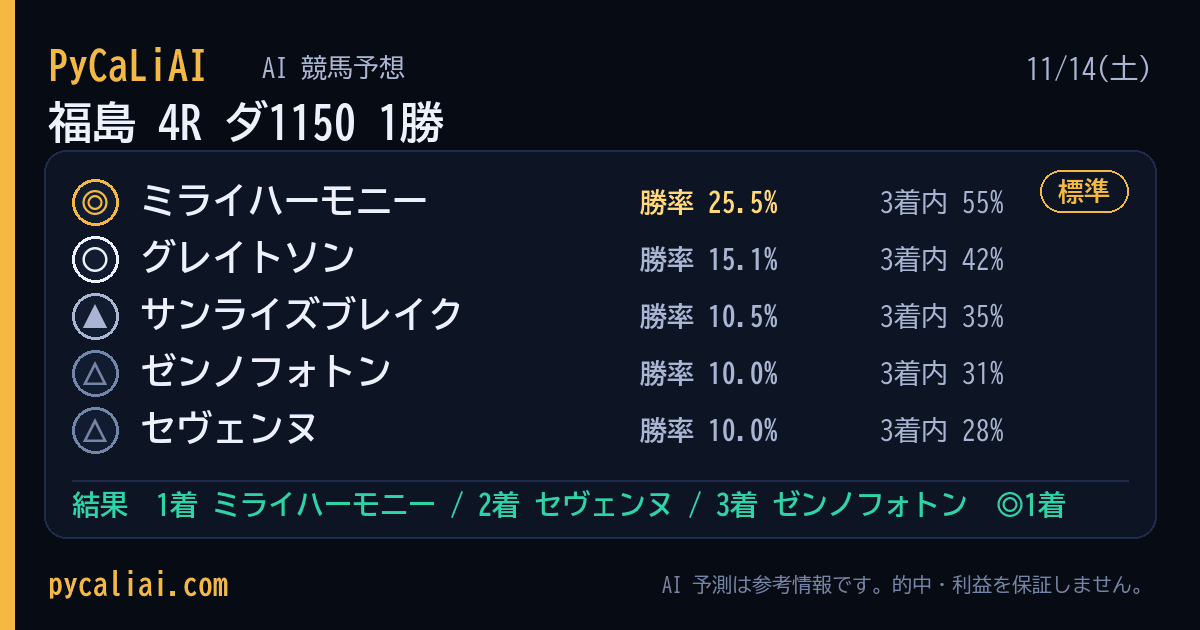 PyCaLiAI AI 競馬予想 11/14(土)
福島 4R ダ1150 1勝
◎ ミライハーモニー 勝率 25.5% 3着内 55% 標準
○ グレイトソン 勝率 15.1% 3着内 42%
▲ サンライズブレイク 勝率 10.5% 3着内 35%
△ ゼンノフォトン 勝率 10.0% 3着内 31%
△ セヴェンヌ 勝率 10.0% 3着内 28%
結果 1着 ミライハーモニー / 2着 セヴェンヌ / 3着 ゼンノフォトン ◎1着
pycaliai.com AI 予測は参考情報です。的中・利益を保証しません。